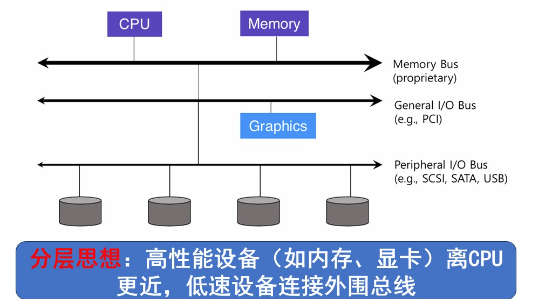 CPU
Memory
Memory Bus
(proprietary)
General I/O Bus
(e.g., PCI)
Graphics
Peripheral I/O Bus
(e.g., SCSI, SATA, USB)
分层思想：高性能设备（如内存、显卡）离CPU
更近，低速设备连接外围总线